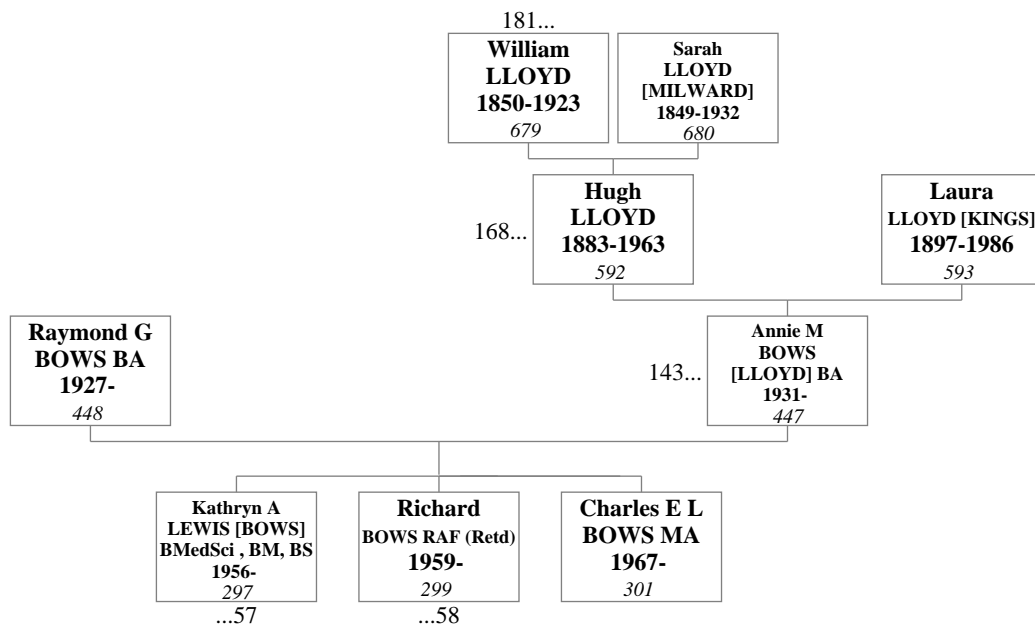 181...
William
LLOYD
1850-1923
679
Sarah
LLOYD
[MILWARD]
1849-1932
680
168...
Hugh
LLOYD
1883-1963
592
Laura
LLOYD [KINGS]
1897-1986
593
Raymond G
BOWS BA
1927-
448
143...
Annie M
BOWS
[LLOYD] BA
1931-
447
Kathryn A
LEWIS [BOWS]
BMedSci , BM, BS
1956-
297
...57
Richard
BOWS RAF (Retd)
1959-
299
...58
Charles E L
BOWS MA
1967-
301